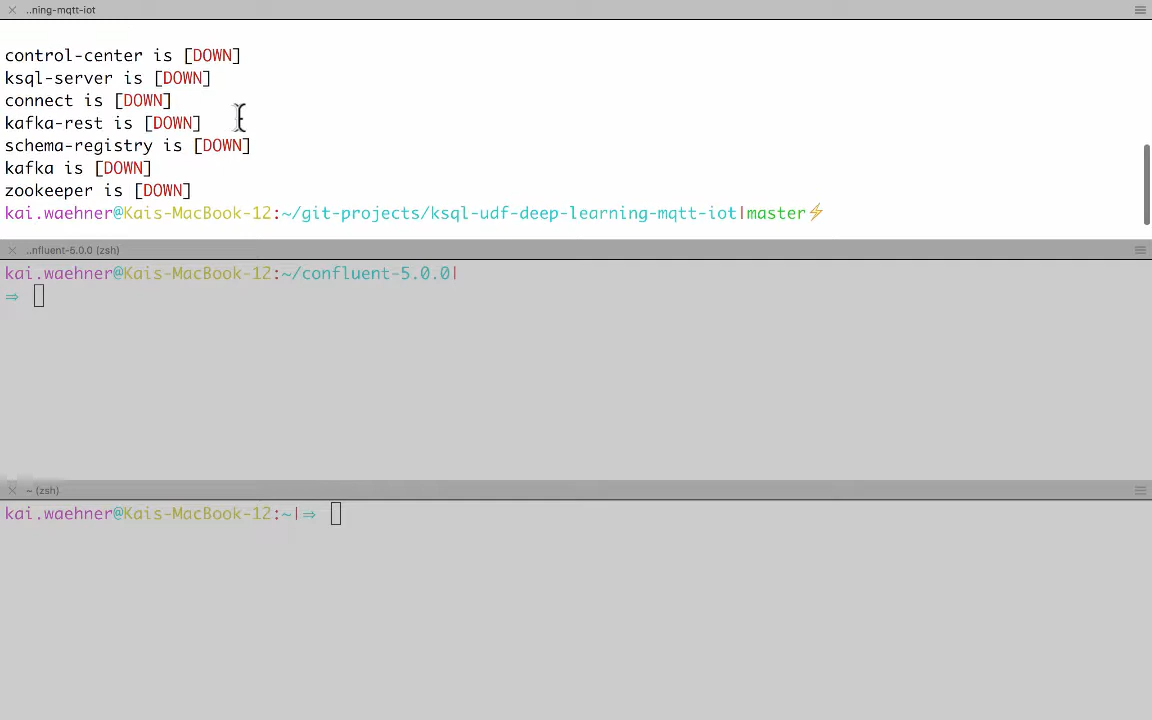 ..ning-mqtt-iot
control-center is [DOWN]
ksql-server is [DOWN]
connect is [DOWN]
kafka-rest is [DOWN]
schema-registry is [DOWN]
kafka is [DOWN]
zookeeper is [DOWN]
kai.waehner@Kais-MacBook-12:~/git-projects/ksql-udf-deep-learning-mqtt-iot|master⚡
..nfluent-5.0.0 (zsh)
kai.waehner@Kais-MacBook-12:~/confluent-5.0.0|
⇒
~ (zsh)
kai.waehner@Kais-MacBook-12:~|⇒